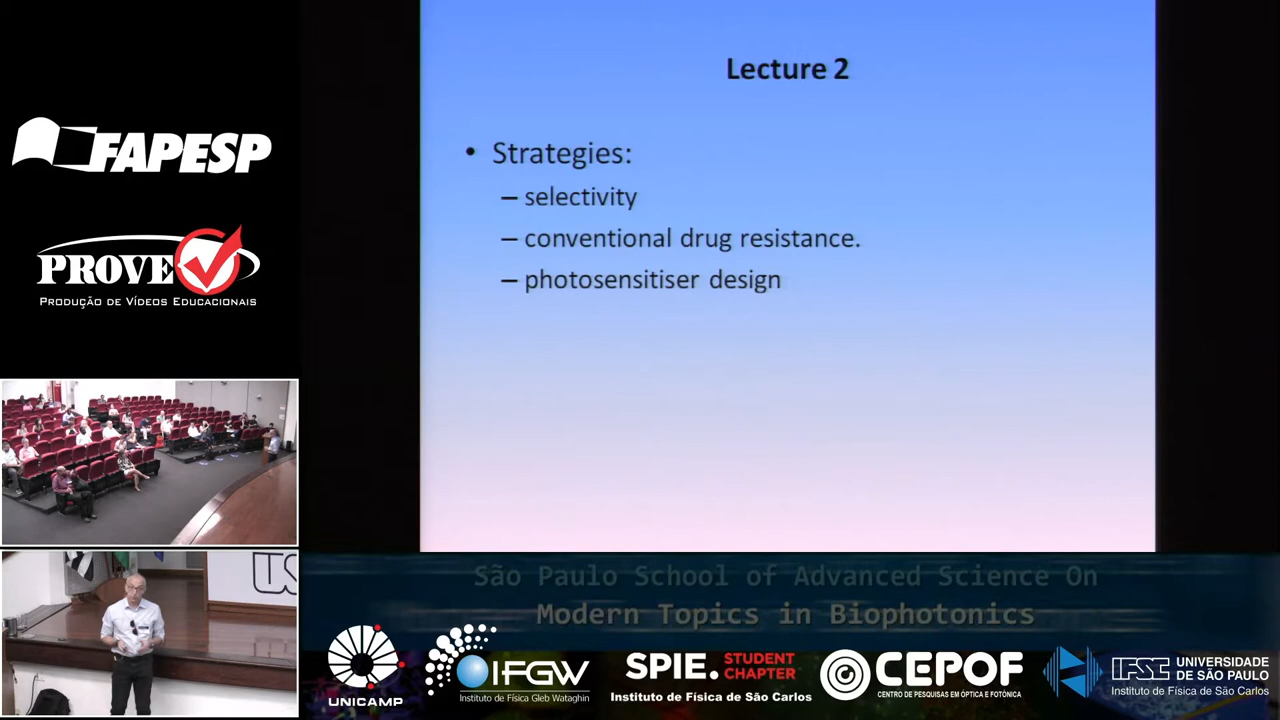 Lecture 2
• Strategies:
– selectivity
– conventional drug resistance.
– photosensitiser design
FAPESP
PROVE
PRODUÇÃO DE VÍDEOS EDUCACIONAIS
US
São Paulo School of Advanced Science On
Modern Topics in Biophotonics
UNICAMP
IFGW
Instituto de Física Gleb Wataghin
SPIE. STUDENT CHAPTER
Instituto de Física de São Carlos
CEPOF
CENTRO DE PESQUISAS EM ÓPTICA E FOTÔNICA
IFSC UNIVERSIDADE DE SÃO PAULO
Instituto de Física de São Carlos